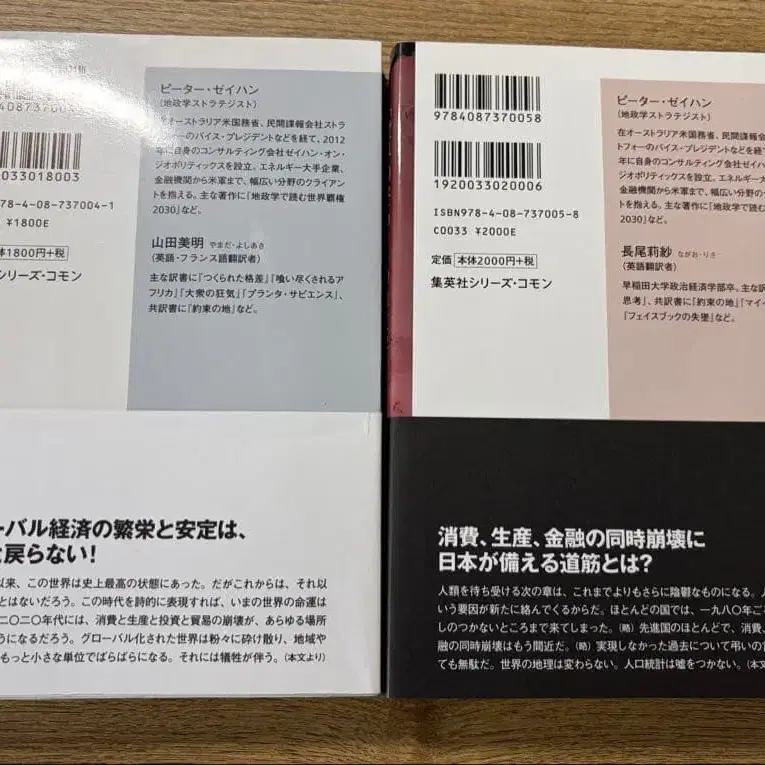 ピーター・ゼイハン
(地政学ストラテジスト)
在オーストラリア米国務省、民間諜報会社ストラ
トフォーのバイス・プレジデントなどを経て、2012
年に自身のコンサルティング会社ゼイハン・オン・
ジオポリティックスを設立。エネルギー大手企業、
金融機関から米軍まで、幅広い分野のクライアン
トを抱える。主な著作に『地政学で読む世界覇権
2030』など。
山田美明 やまだ・よしあき
(英語・フランス語翻訳者)
主な訳書に『つくられた格差』『喰い尽くされるア
フリカ』『大衆の狂気』『プランタ・サピエンス』、
共訳書に『約束の地』など。
408737004
0033018003
78-4-08-737004-1
¥1800E
本体1800円+税
シリーズ・コモン
ーバル経済の繁栄と安定は、
戻らない!
以来、この世界は史上最高の状態にあった。だがこれからは、それ以
とはないだろう。この時代を詩的に表現すれば、いまの世界の命運は
二〇二〇年代には、消費と生産と投資と貿易の崩壊が、あらゆる場所
うになるだろう。グローバル化された世界は粉々に砕け散り、地域や
もっと小さな単位でばらばらになる。それには犠牲が伴う。(本文より)
9784087370058
1920033020006
ISBN978-4-08-737005-8
C0033 ¥2000E
定価 本体2000円+税
集英社シリーズ・コモン
ピーター・ゼイハン
(地政学ストラテジスト)
在オーストラリア米国務省、民間諜報会
トフォーのバイス・プレジデントなどを経て
年に自身のコンサルティング会社ゼイハ
ジオポリティックスを設立。エネルギー大
金融機関から米軍まで、幅広い分野の
トを抱える。主な著作に『地政学で読む
2030』など。
長尾莉紗 ながお・りさ
(英語翻訳者)
早稲田大学政治経済学部卒。主な訳
思考』、共訳書に『約束の地』『マイ・
『フェイスブックの失墜』など。
消費、生産、金融の同時崩壊に
日本が備える道筋とは?
人類を待ち受ける次の章は、これまでよりもさらに陰鬱なものになる。人
いう要因が新たに絡んでくるからだ。ほとんどの国では、一九八〇年ごろ
しのつかないところまで来てしまった。(略)先進国のほとんどで、消費、
融の同時崩壊はもう間近だ。(略)実現しなかった過去について弔いの言
ても無駄だ。世界の地理は変わらない。人口統計は嘘をつかない。(本文